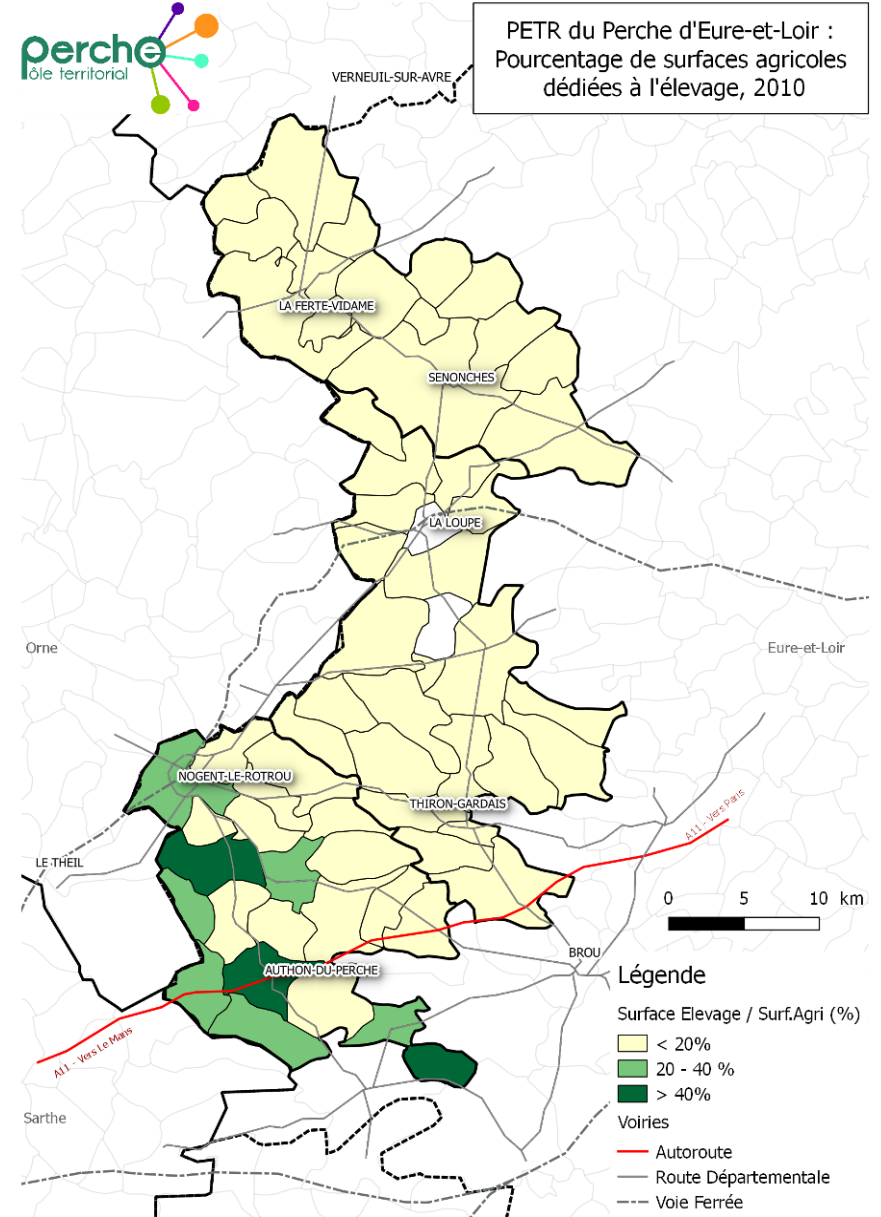 perche
pôle territorial
PETR du Perche d'Eure-et-Loir :
Pourcentage de surfaces agricoles
dédiées à l'élevage, 2010
VERNEUIL-SUR-AVRE
LA FERTE-VIDAME
SENONCHES
LA LOUPE
Orne
Eure-et-Loir
NOGENT-LE-ROTROU
THIRON-GARDAIS
A11 - Vers Paris
LE THEIL
0 5 10 km
BROU
AUTHON-DU-PERCHE
A11 - Vers Le Mans
Sarthe
Légende
Surface Elevage / Surf.Agri (%)
< 20%
20 - 40 %
> 40%
Voiries
Autoroute
Route Départementale
Voie Ferrée